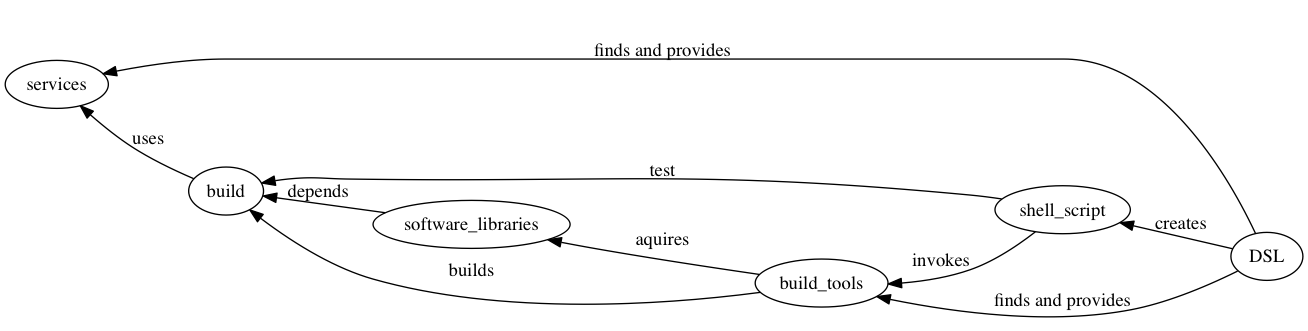 finds and provides
services
uses
test
build
depends
software_libraries
shell_script
creates
aquires
DSL
invokes
builds
build_tools
finds and provides